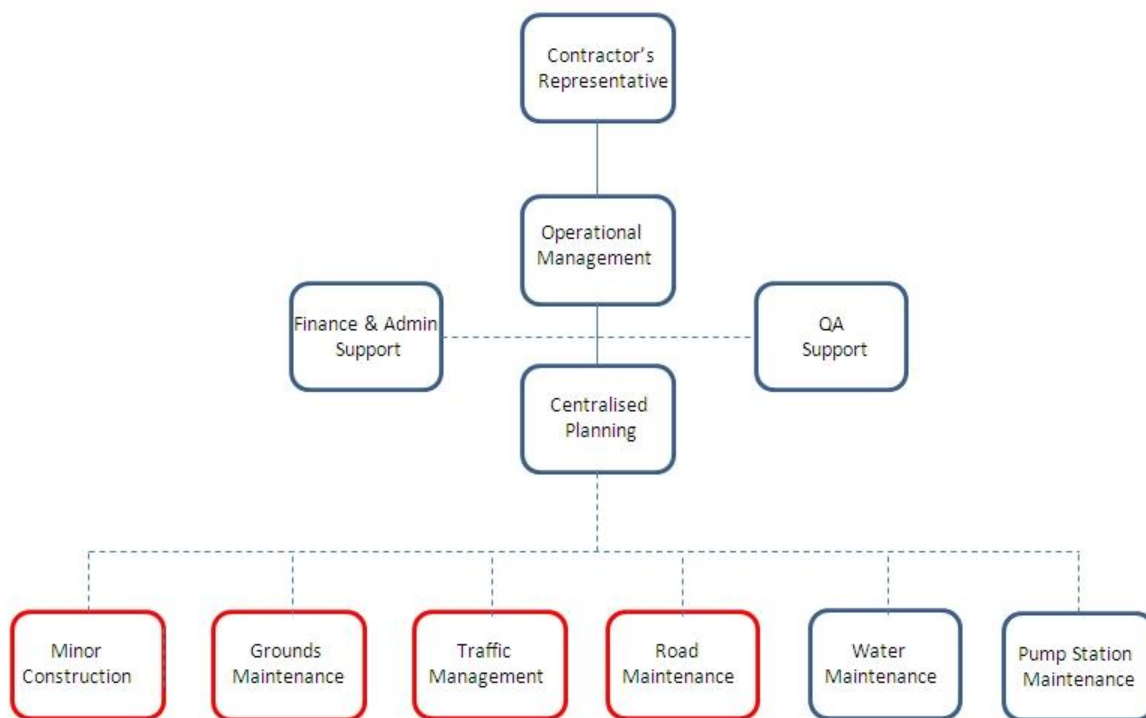 Contractor's
Representative
Operational
Management
Finance & Admin
Support
QA
Support
Centralised
Planning
Minor
Construction
Grounds
Maintenance
Traffic
Management
Road
Maintenance
Water
Maintenance
Pump Station
Maintenance